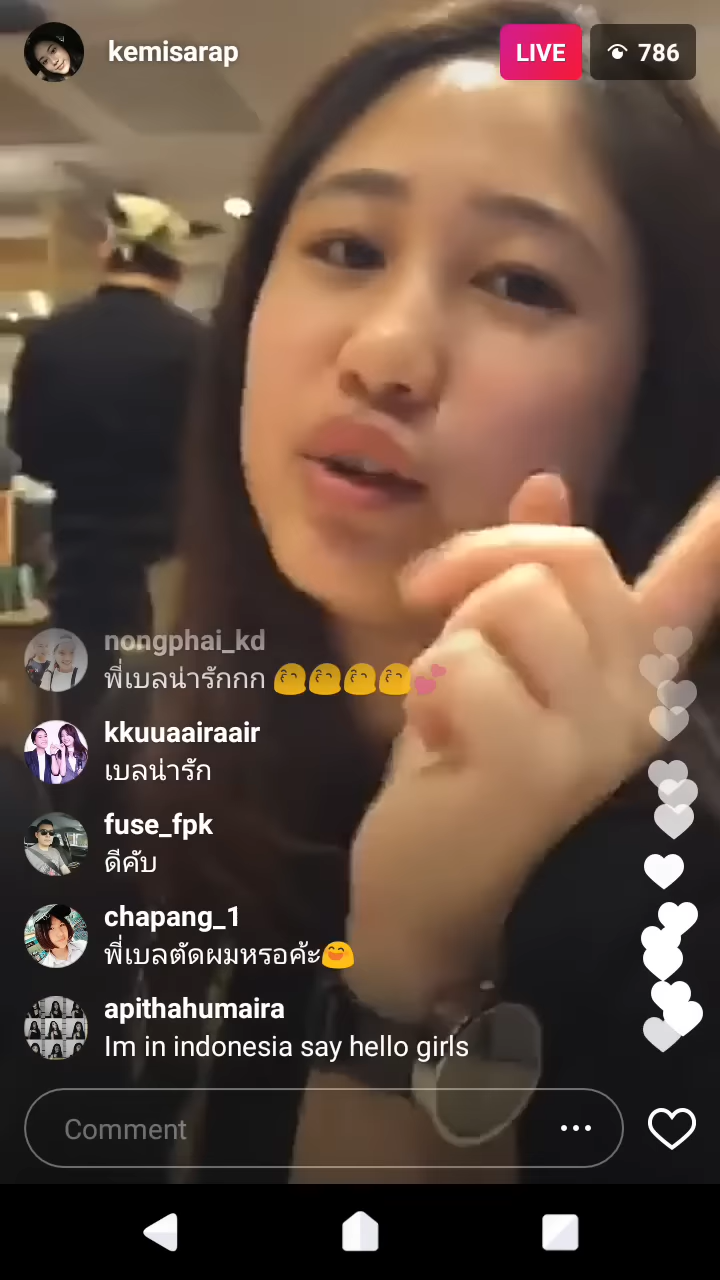 kemisarap
LIVE
786
nongphai_kd
พี่เบลน่ารักกก 🤭🤭🤭🤭💕
kkuuaairaair
เบลน่ารัก
fuse_fpk
ดีคับ
chapang_1
พี่เบลตัดผมหรอค้ะ😄
apithahumaira
Im in indonesia say hello girls
Comment